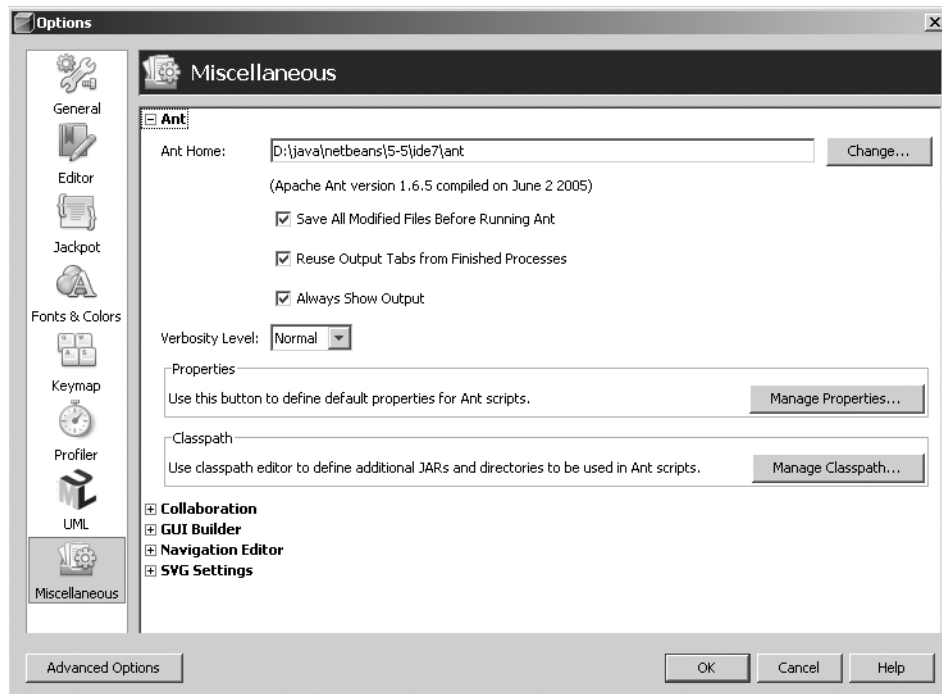 Options
General
Editor
Jackpot
Fonts & Colors
Keymap
Profiler
UML
Miscellaneous
Miscellaneous
Ant
Ant Home: D:\java\netbeans\5-5\ide7\ant Change...
(Apache Ant version 1.6.5 compiled on June 2 2005)
Save All Modified Files Before Running Ant
Reuse Output Tabs from Finished Processes
Always Show Output
Verbosity Level: Normal
Properties
Use this button to define default properties for Ant scripts. Manage Properties...
Classpath
Use classpath editor to define additional JARs and directories to be used in Ant scripts. Manage Classpath...
Collaboration
GUI Builder
Navigation Editor
SVG Settings
Advanced Options OK Cancel Help